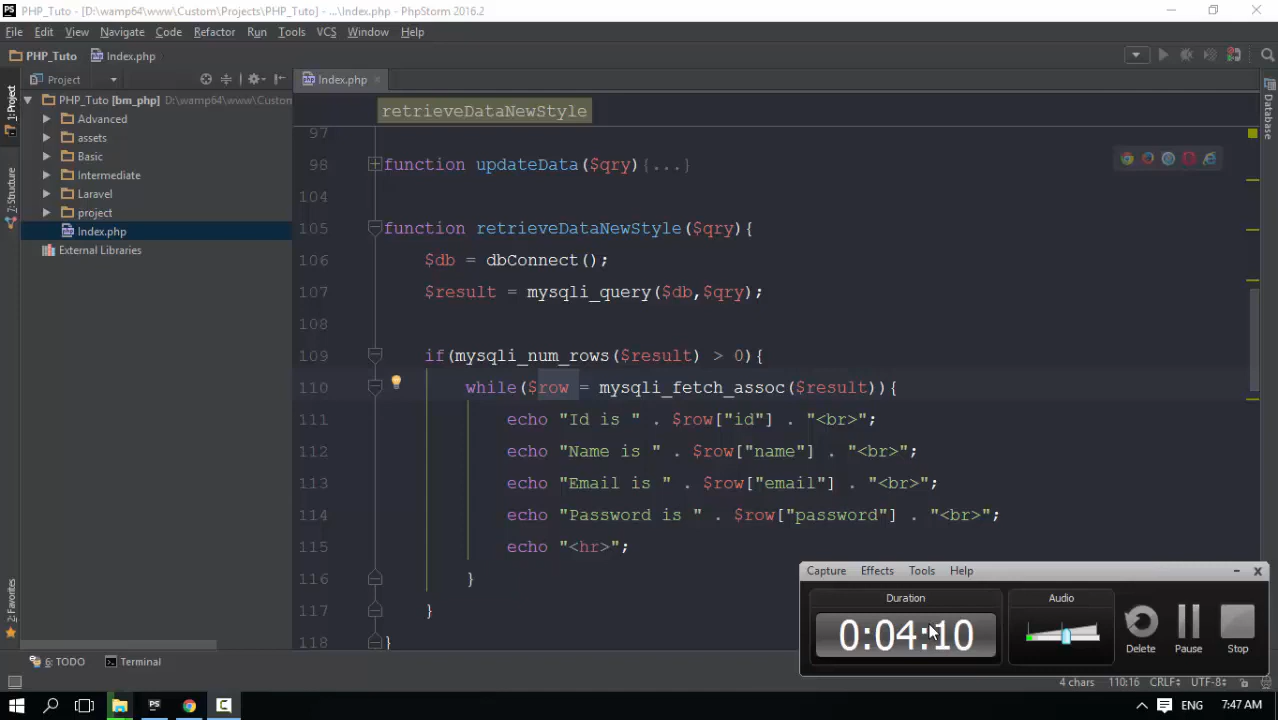 PHP_Tuto - [D:\wamp64\www\Custom\Projects\PHP_Tuto] - ...\Index.php - PhpStorm 2016.2
File Edit View Navigate Code Refactor Run Tools VCS Window Help
PHP_Tuto Index.php
Project
Index.php
1: Project
7: Structure
2: Favorites
Database
PHP_Tuto [bm_php] D:\wamp64\www\Custom
Advanced
assets
Basic
Intermediate
Laravel
project
Index.php
External Libraries
retrieveDataNewStyle
97
98 function updateData($qry){...}
104
105 function retrieveDataNewStyle($qry){
106 $db = dbConnect();
107 $result = mysqli_query($db,$qry);
108
109 if(mysqli_num_rows($result) > 0){
110 while($row = mysqli_fetch_assoc($result)){
111 echo "Id is " . $row["id"] . "<br>";
112 echo "Name is " . $row["name"] . "<br>";
113 echo "Email is " . $row["email"] . "<br>";
114 echo "Password is " . $row["password"] . "<br>";
115 echo "<hr>";
116 }
117 }
118 }
Capture Effects Tools Help
Duration
0:04:10
Audio
Delete Pause Stop
6: TODO Terminal
4 chars 110:16 CRLF UTF-8
ENG 7:47 AM